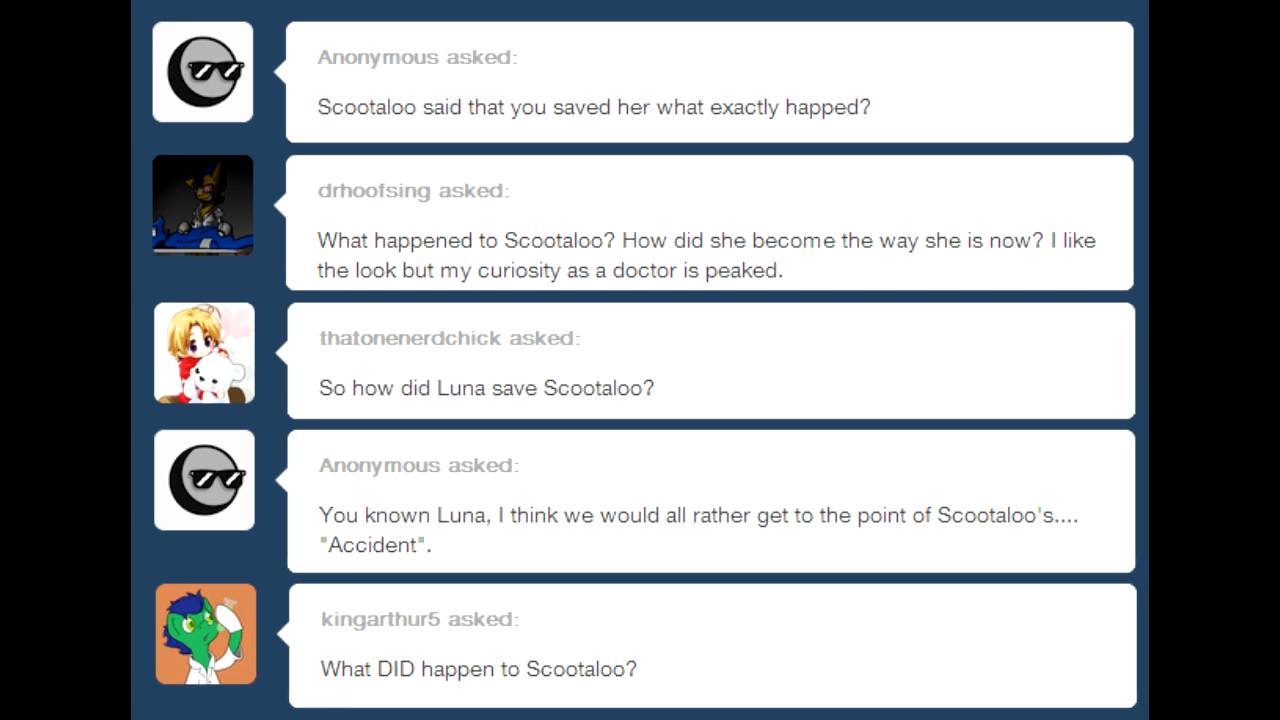 Anonymous asked:
Scootaloo said that you saved her what exactly happed?
drhoofsing asked:
What happened to Scootaloo? How did she become the way she is now? I like
the look but my curiosity as a doctor is peaked.
thatonenerdchick asked:
So how did Luna save Scootaloo?
Anonymous asked:
You known Luna, I think we would all rather get to the point of Scootaloo's....
"Accident".
kingarthur5 asked:
What DID happen to Scootaloo?